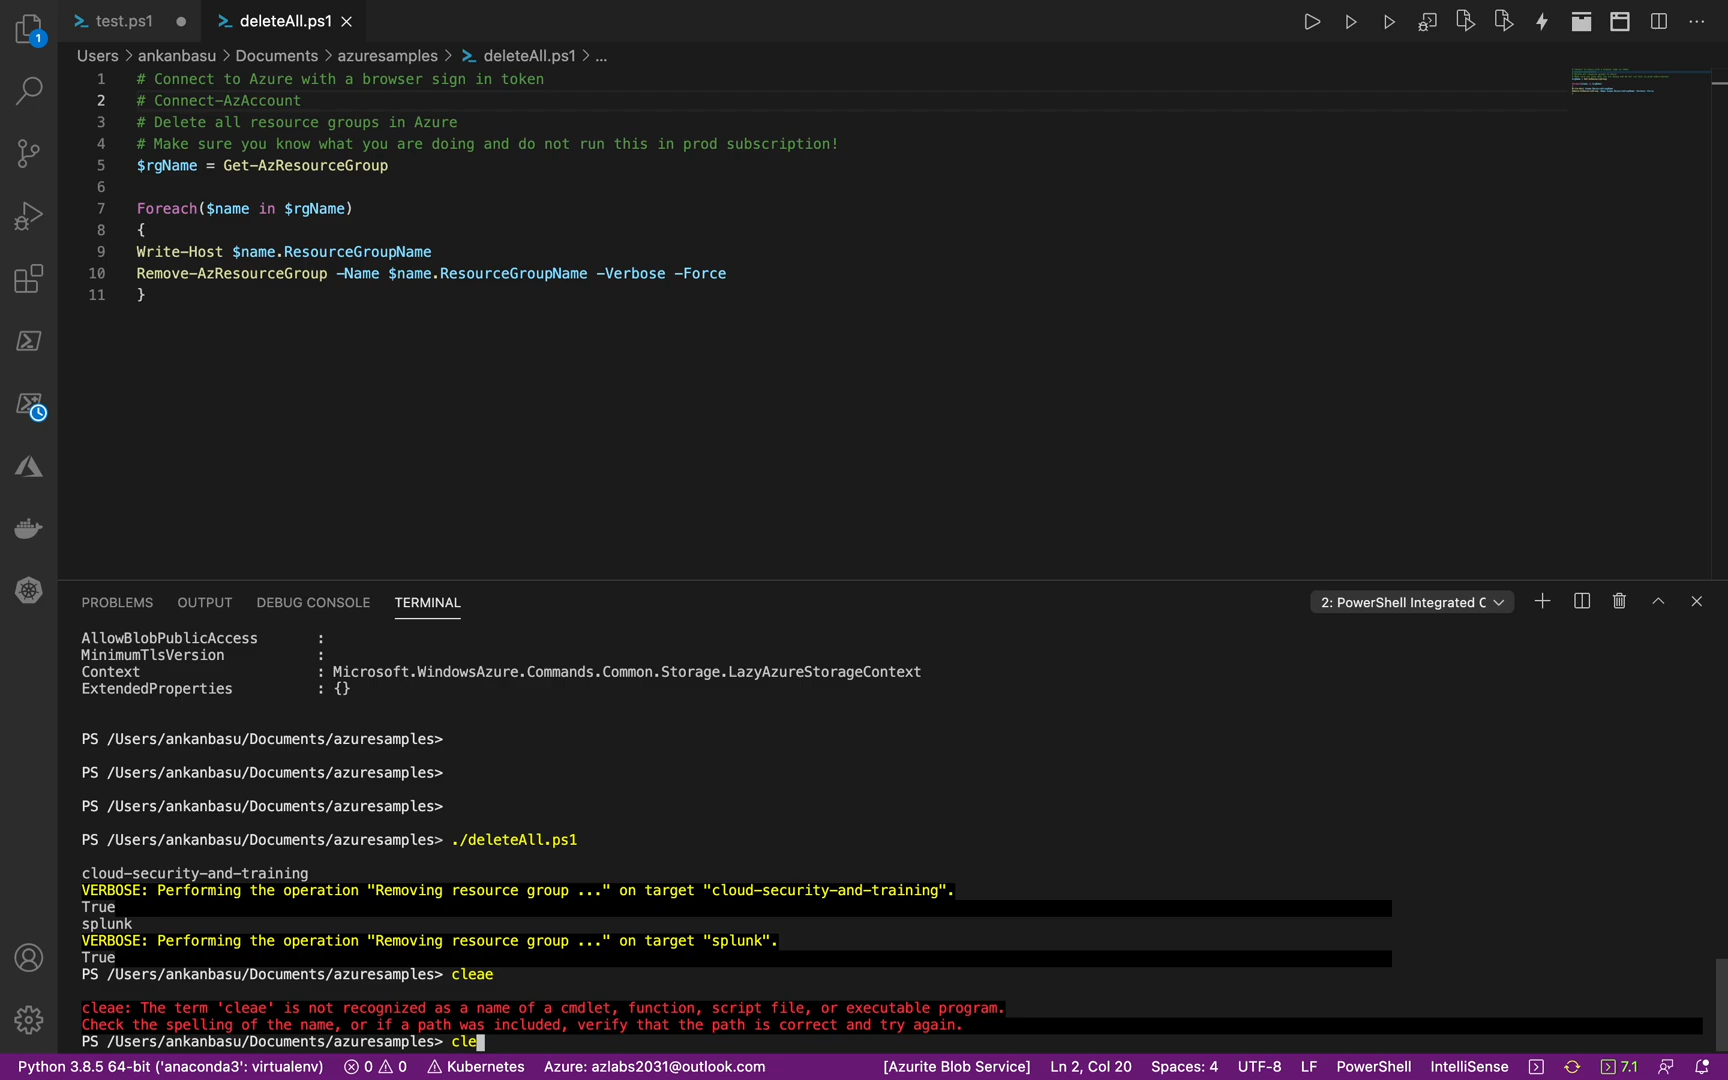 test.ps1
deleteAll.ps1
1
Users > ankanbasu > Documents > azuresamples > deleteAll.ps1 > ...
1 # Connect to Azure with a browser sign in token
2 # Connect-AzAccount
3 # Delete all resource groups in Azure
4 # Make sure you know what you are doing and do not run this in prod subscription!
5 $rgName = Get-AzResourceGroup
6
7 Foreach($name in $rgName)
8 {
9 Write-Host $name.ResourceGroupName
10 Remove-AzResourceGroup -Name $name.ResourceGroupName -Verbose -Force
11 }
PROBLEMS OUTPUT DEBUG CONSOLE TERMINAL
2: PowerShell Integrated C
AllowBlobPublicAccess :
MinimumTlsVersion :
Context : Microsoft.WindowsAzure.Commands.Common.Storage.LazyAzureStorageContext
ExtendedProperties : {}
PS /Users/ankanbasu/Documents/azuresamples>
PS /Users/ankanbasu/Documents/azuresamples>
PS /Users/ankanbasu/Documents/azuresamples>
PS /Users/ankanbasu/Documents/azuresamples> ./deleteAll.ps1
cloud-security-and-training
VERBOSE: Performing the operation "Removing resource group ..." on target "cloud-security-and-training".
True
splunk
VERBOSE: Performing the operation "Removing resource group ..." on target "splunk".
True
PS /Users/ankanbasu/Documents/azuresamples> cleae
cleae: The term 'cleae' is not recognized as a name of a cmdlet, function, script file, or executable program.
Check the spelling of the name, or if a path was included, verify that the path is correct and try again.
PS /Users/ankanbasu/Documents/azuresamples> cle
Python 3.8.5 64-bit ('anaconda3': virtualenv) 0 0 Kubernetes Azure: azlabs2031@outlook.com [Azurite Blob Service] Ln 2, Col 20 Spaces: 4 UTF-8 LF PowerShell IntelliSense 7.1